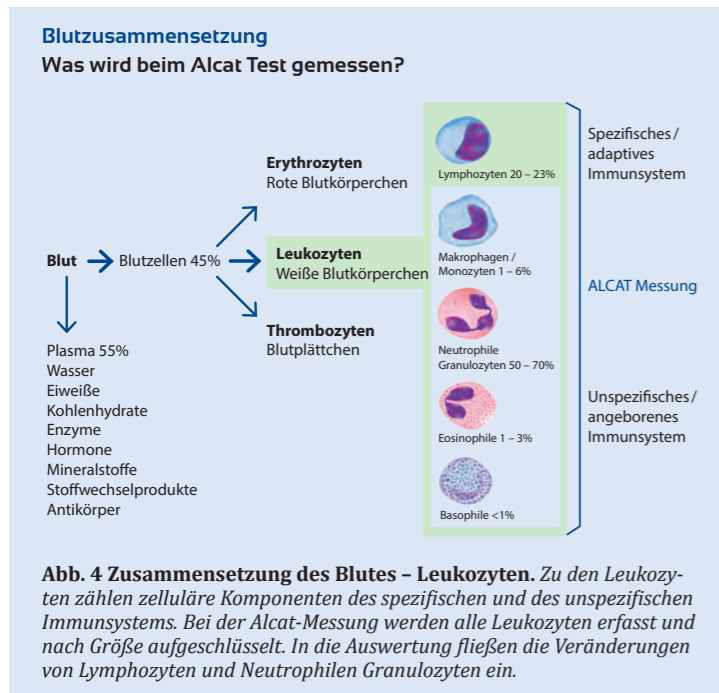 Blutzusammensetzung
Was wird beim Alcat Test gemessen?
Blut
Blutzellen 45%
Plasma 55%
Wasser
Eiweiße
Kohlenhydrate
Enzyme
Hormone
Mineralstoffe
Stoffwechselprodukte
Antikörper
Erythrozyten
Rote Blutkörperchen
Leukozyten
Weiße Blutkörperchen
Thrombozyten
Blutplättchen
Lymphozyten 20 – 23%
Makrophagen /
Monozyten 1 – 6%
Neutrophile
Granulozyten 50 – 70%
Eosinophile 1 – 3%
Basophile <1%
Spezifisches /
adaptives
Immunsystem
ALCAT Messung
Unspezifisches /
angeborenes
Immunsystem
Abb. 4 Zusammensetzung des Blutes – Leukozyten. Zu den Leukozy-
ten zählen zelluläre Komponenten des spezifischen und des unspezifischen
Immunsystems. Bei der Alcat-Messung werden alle Leukozyten erfasst und
nach Größe aufgeschlüsselt. In die Auswertung fließen die Veränderungen
von Lymphozyten und Neutrophilen Granulozyten ein.